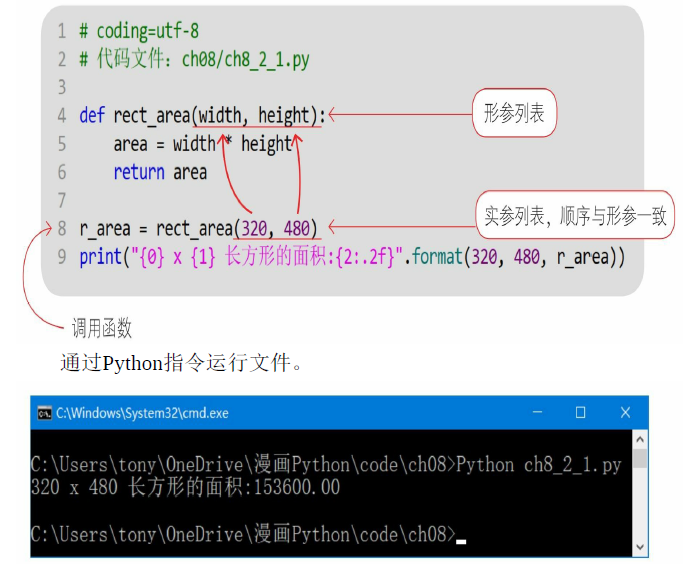 1 # coding=utf-8
2 # 代码文件：ch08/ch8_2_1.py
3
4 def rect_area(width, height):
形参列表
5     area = width * height
6     return area
7
实参列表，顺序与形参一致
8 r_area = rect_area(320, 480)
9 print("{0} x {1} 长方形的面积:{2:.2f}".format(320, 480, r_area))
调用函数
通过Python指令运行文件。
C:\Windows\System32\cmd.exe
C:\Users\tony\OneDrive\漫画Python\code\ch08>Python ch8_2_1.py
320 x 480 长方形的面积:153600.00
C:\Users\tony\OneDrive\漫画Python\code\ch08>